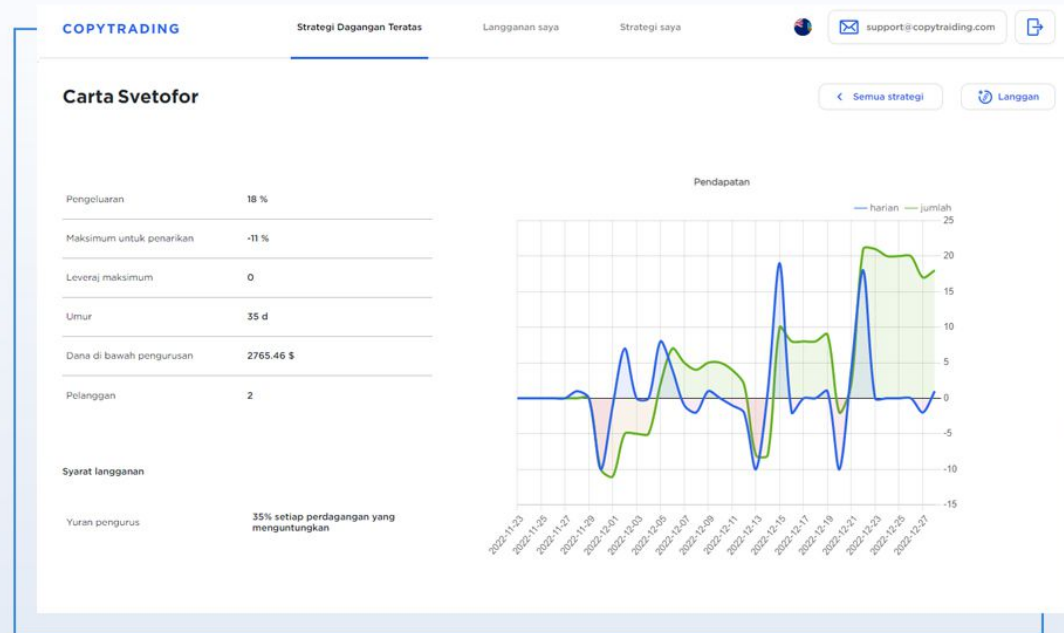 COPYTRADING
Strategi Dagangan Teratas
Langganan saya
Strategi saya
support@copytraiding.com
Carta Svetofor
Semua strategi
Langgan
Pengeluaran 18 %
Maksimum untuk penarikan -11 %
Leveraj maksimum 0
Umur 35 d
Dana di bawah pengurusan 2765.46 $
Pelanggan 2
Syarat langganan
Yuran pengurus 35% setiap perdagangan yang
menguntungkan
Pendapatan
harian jumlah
25
20
15
10
5
0
-5
-10
-15
2022-11-23
2022-11-25
2022-11-27
2022-11-29
2022-12-01
2022-12-03
2022-12-05
2022-12-07
2022-12-09
2022-12-11
2022-12-13
2022-12-15
2022-12-17
2022-12-19
2022-12-21
2022-12-23
2022-12-25
2022-12-27